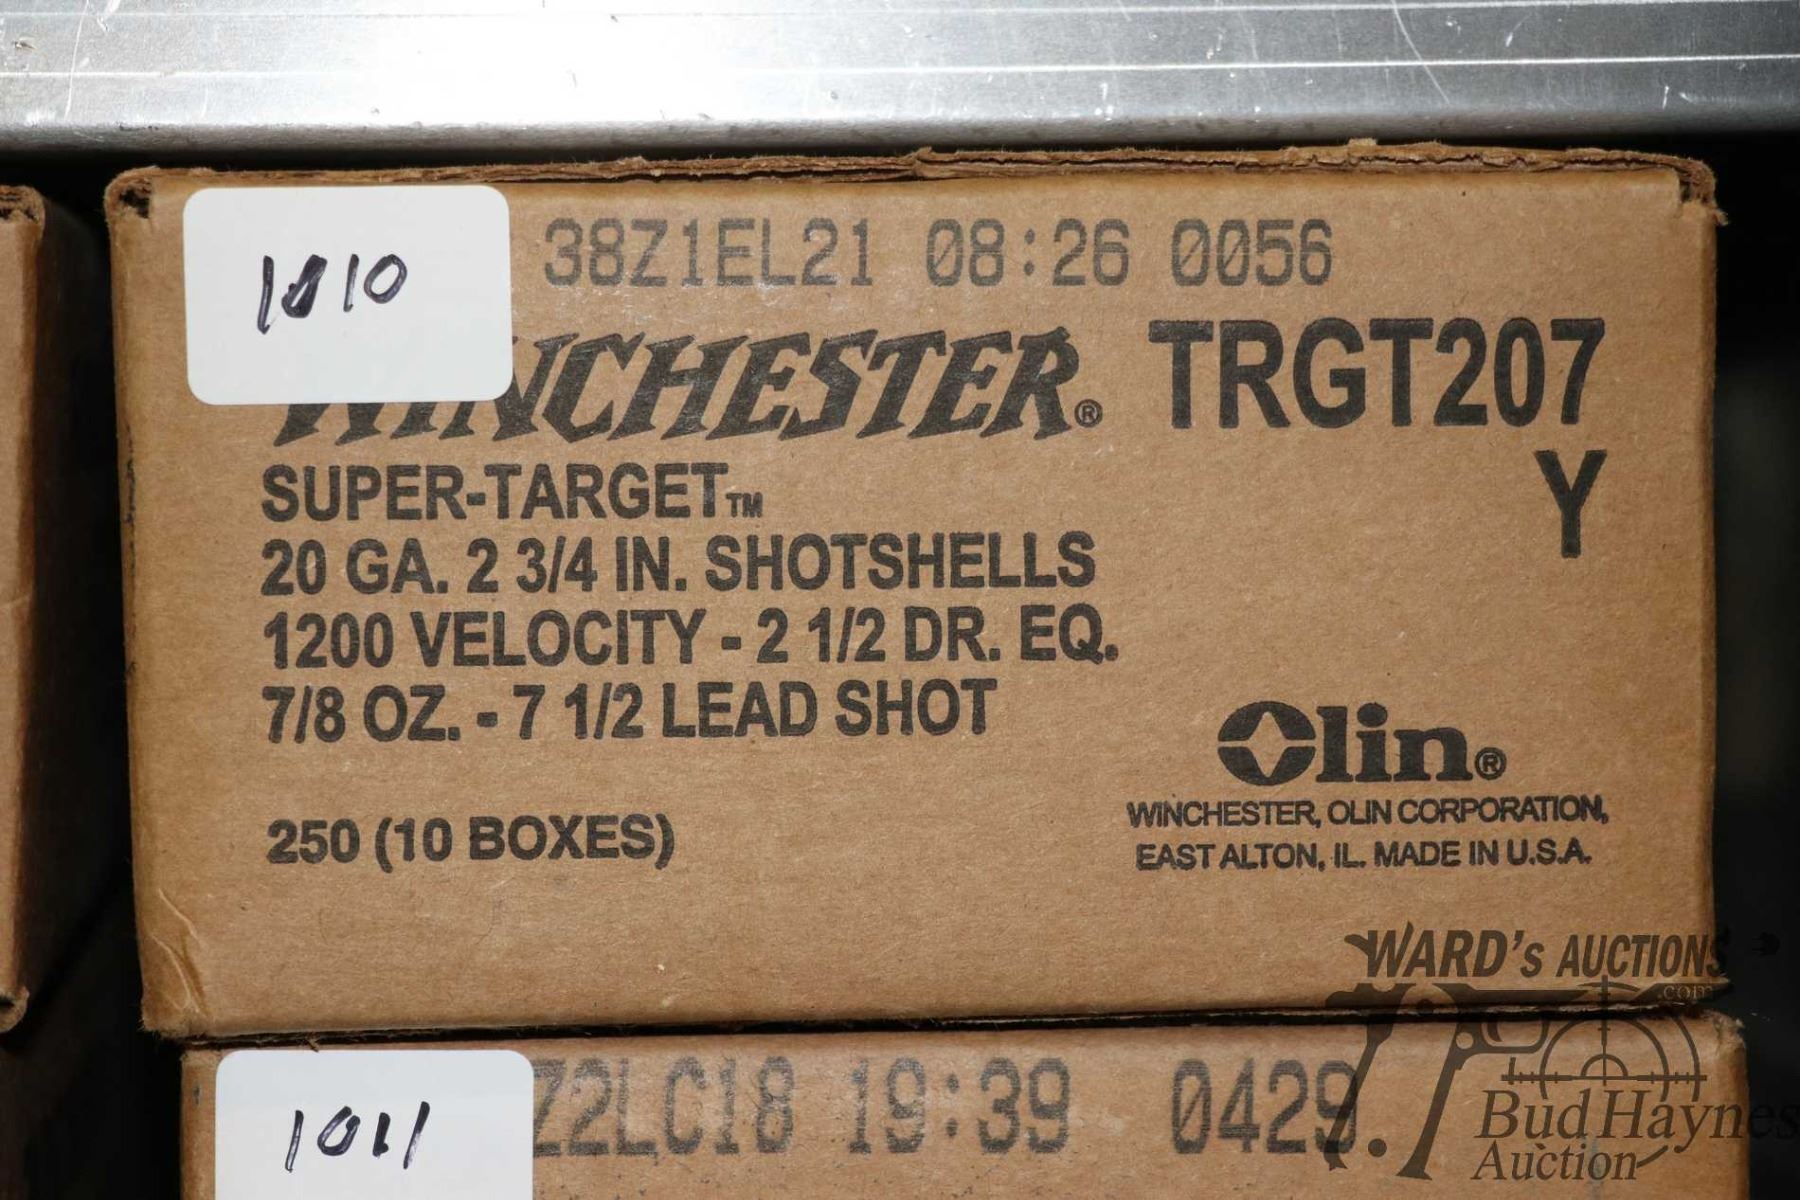 1010
38Z1EL21 08:26 0056
WINCHESTER® TRGT207
Y
SUPER-TARGET™
20 GA. 2 3/4 IN. SHOTSHELLS
1200 VELOCITY - 2 1/2 DR. EQ.
7/8 OZ. - 7 1/2 LEAD SHOT
250 (10 BOXES)
Olin®
WINCHESTER, OLIN CORPORATION,
EAST ALTON, IL. MADE IN U.S.A.
WARD's AUCTIONS
.com
Bud Haynes
Auction
1011
Z2LC18 19:39 0429